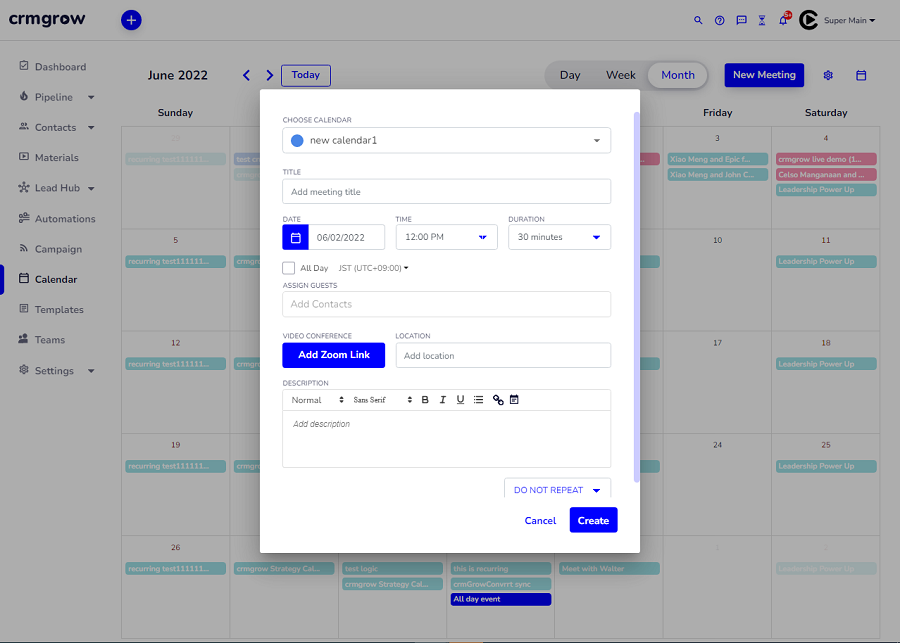 crmgrow
9+
Super Main
Dashboard
Pipeline
Contacts
Materials
Lead Hub
Automations
Campaign
Calendar
Templates
Teams
Settings
June 2022
Today
Day
Week
Month
New Meeting
Sunday
Friday
Saturday
recurring test111111...
test c
3
4
Xiao Meng and Epic f...
Xiao Meng and John C...
crmgrow live demo (1...
Celso Manganaan and...
Leadership Power Up
5
10
11
recurring test111111...
crmg
Leadership Power Up
12
17
18
recurring test111111...
crmg
Leadership Power Up
19
24
25
recurring test111111...
crmg
Leadership Power Up
26
recurring test111111...
crmgrow Strategy Cal...
test logic
crmgrow Strategy Cal...
this is recurring
crmGrowConvrrt sync
All day event
Meet with Walter
Leadership Power Up
CHOOSE CALENDAR
new calendar1
TITLE
Add meeting title
DATE
TIME
DURATION
06/02/2022
12:00 PM
30 minutes
All Day
JST (UTC+09:00)
ASSIGN GUESTS
Add Contacts
VIDEO CONFERENCE
LOCATION
Add Zoom Link
Add location
DESCRIPTION
Normal
Sans Serif
B
I
U
Add description
DO NOT REPEAT
Cancel
Create